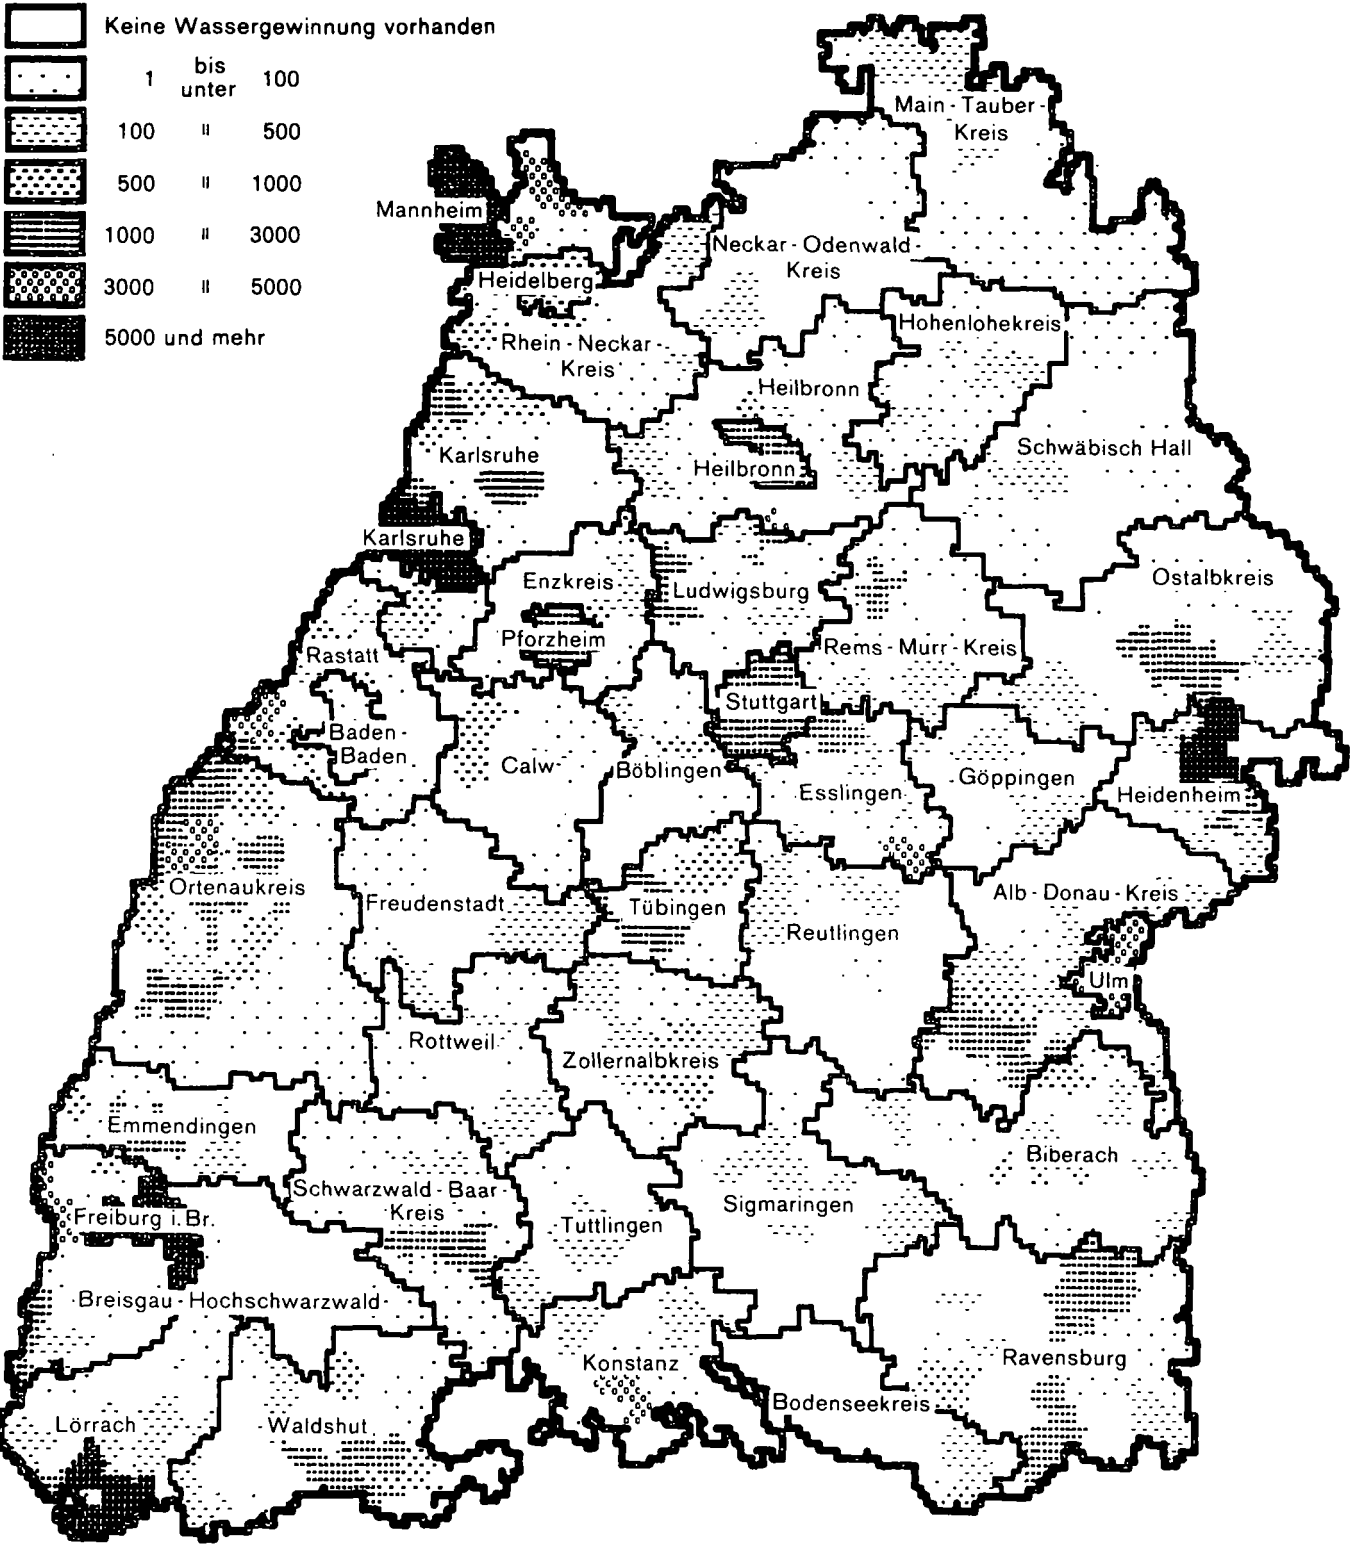 Keine Wassergewinnung vorhanden
1 bis unter 100
100 " 500
500 " 1000
1000 " 3000
3000 " 5000
5000 und mehr
Main - Tauber -
Kreis
Mannheim
Neckar - Odenwald -
Kreis
Heidelberg
Hohenlohekreis
Rhein - Neckar -
Kreis
Heilbronn
Schwäbisch Hall
Karlsruhe
Heilbronn
Karlsruhe
Enzkreis
Ludwigsburg
Ostalbkreis
Pforzheim
Rems - Murr - Kreis
Rastatt
Stuttgart
Baden -
Baden
Calw
Böblingen
Esslingen
Göppingen
Heidenheim
Ortenaukreis
Freudenstadt
Tübingen
Reutlingen
Alb - Donau - Kreis
Ulm
Rottweil
Zollernalbkreis
Emmendingen
Biberach
Schwarzwald - Baar -
Kreis
Freiburg i.Br.
Tuttlingen
Sigmaringen
Breisgau - Hochschwarzwald
Konstanz
Ravensburg
Bodenseekreis
Lörrach
Waldshut